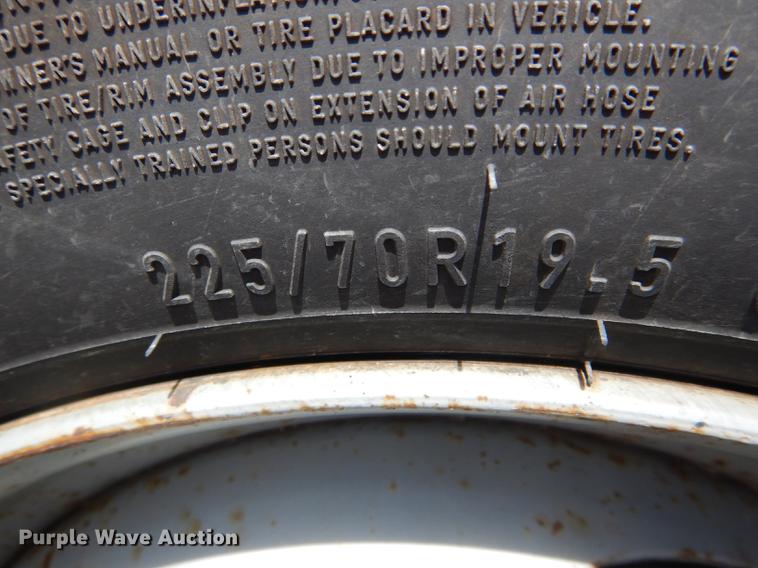 DUE TO UNDERINFLATION
OWNER'S MANUAL OR TIRE PLACARD IN VEHICLE.
OF TIRE/RIM ASSEMBLY DUE TO IMPROPER MOUNTING
SAFETY CAGE AND CLIP ON EXTENSION OF AIR HOSE
SPECIALLY TRAINED PERSONS SHOULD MOUNT TIRES.
225/70R19.5
Purple Wave Auction